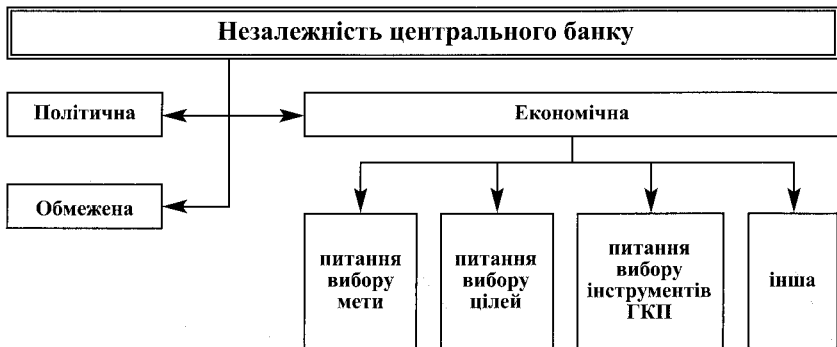 Незалежність центрального банку
Політична
Економічна
Обмежена
питання
вибору
мети
питання
вибору
цілей
питання
вибору
інструментів
ГКП
інша